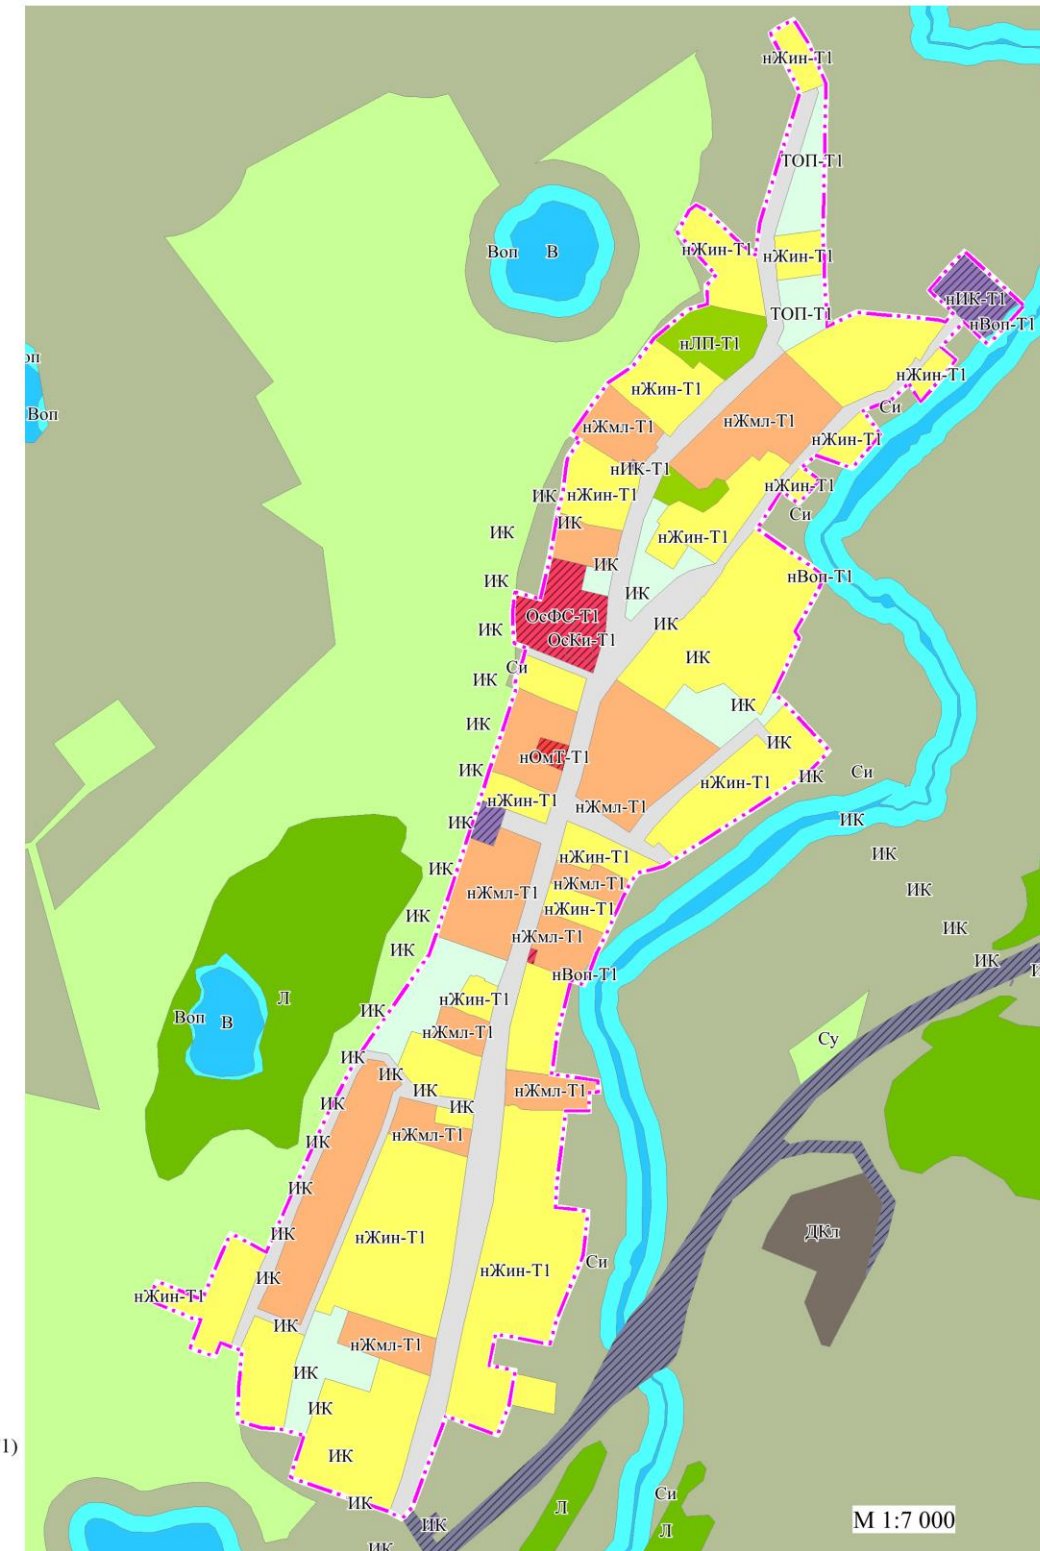 нЖин-Т1
ТОП-Т1
Воп
В
нЖин-Т1
нЖин-Т1
нИК-Т1
ТОП-Т1
нВоп-Т1
нЛП-Т1
оп
нЖин-Т1
нЖин-Т1
Си
Воп
нЖмл-Т1
нЖмл-Т1
нЖин-Т1
нИК-Т1
нЖин-Т1
ИК
нЖин-Т1
Си
ИК
ИК
нЖин-Т1
ИК
ИК
нВоп-Т1
ИК
ОсФС-Т1
ИК
ИК
ОсКи-Т1
ИК
Си
ИК
ИК
ИК
ИК
нОмТ-Т1
ИК
ИК
Си
ИК
нЖин-Т1
нЖин-Т1
нЖмл-Т1
ИК
ИК
нЖин-Т1
ИК
ИК
нЖмл-Т1
нЖмл-Т1
ИК
нЖин-Т1
ИК
ИК
нЖмл-Т1
ИК
ИК
нВоп-Т1
ИК
Л
нЖин-Т1
Воп
В
ИК
нЖмл-Т1
Су
ИК
ИК
ИК
нЖмл-Т1
ИК
ИК
нЖмл-Т1
ИК
ИК
ИК
нЖин-Т1
ДКл
нЖин-Т1
Си
ИК
нЖин-Т1
ИК
нЖмл-Т1
ИК
ИК
1)
ИК
ИК
Си
Л
ИК
Л
М 1:7 000
ИК